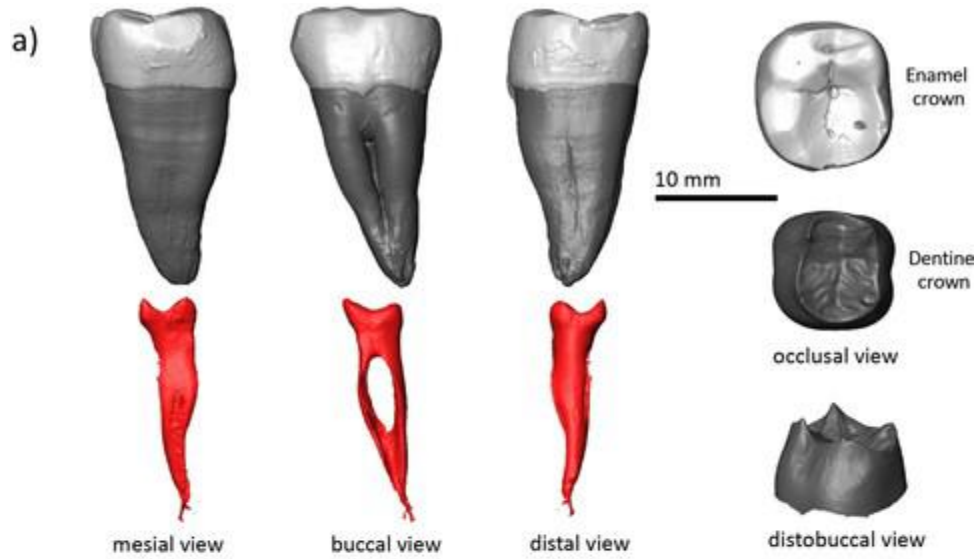 a)
Enamel
crown
10 mm
Dentine
crown
occlusal view
mesial view
buccal view
distal view
distobuccal view